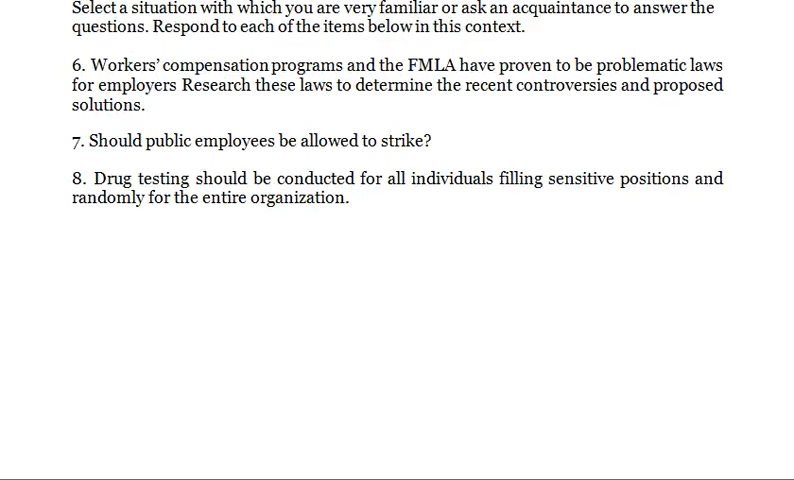 Select a situation with which you are very familiar or ask an acquaintance to answer the
questions. Respond to each of the items below in this context.
6. Workers’ compensation programs and the FMLA have proven to be problematic laws
for employers Research these laws to determine the recent controversies and proposed
solutions.
7. Should public employees be allowed to strike?
8. Drug testing should be conducted for all individuals filling sensitive positions and
randomly for the entire organization.